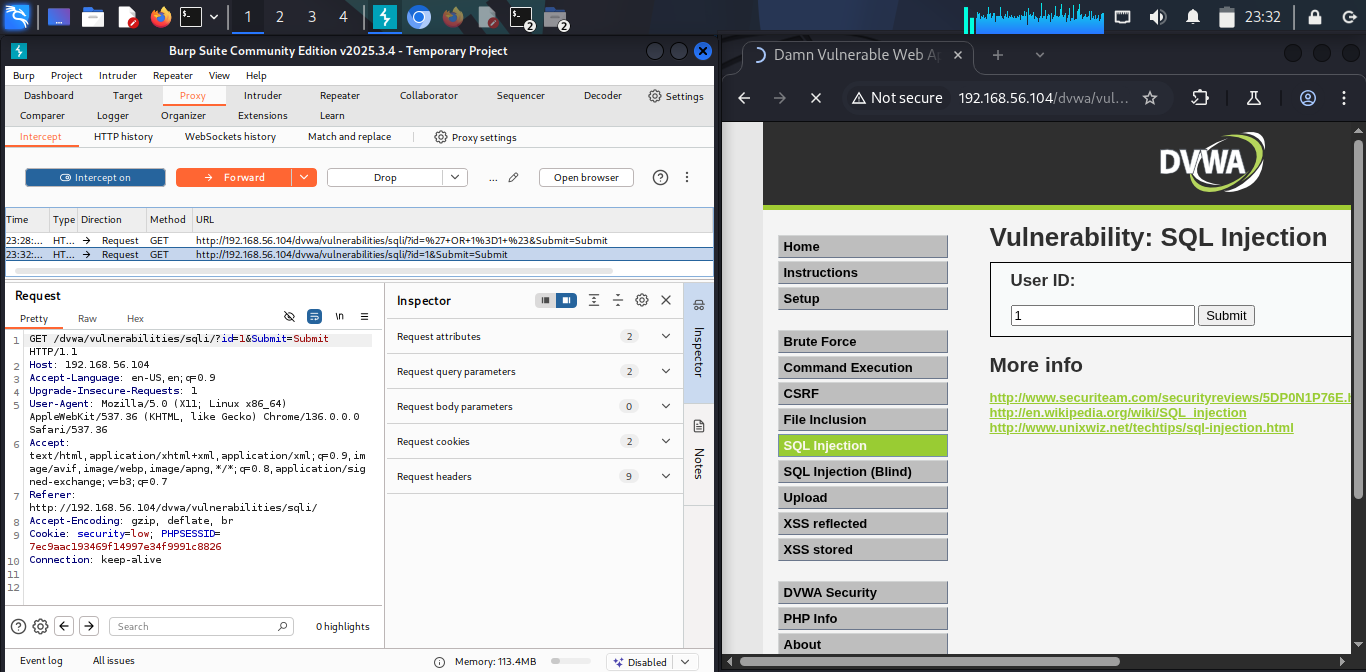 1 2 3 4 2 2 23:32
Burp Suite Community Edition v2025.3.4 - Temporary Project
Burp Project Intruder Repeater View Help
Dashboard Target Proxy Intruder Repeater Collaborator Sequencer Decoder Settings
Comparer Logger Organizer Extensions Learn
Intercept HTTP history WebSockets history Match and replace Proxy settings
Intercept on Forward Drop ... Open browser
Time Type Direction Method URL
23:28:... HT... → Request GET http://192.168.56.104/dvwa/vulnerabilities/sqli/?id=%27+OR+1%3D1+%23&Submit=Submit
23:32:... HT... → Request GET http://192.168.56.104/dvwa/vulnerabilities/sqli/?id=1&Submit=Submit
Request
Pretty Raw Hex \n
1 GET /dvwa/vulnerabilities/sqli/?id=1&Submit=Submit
HTTP/1.1
2 Host: 192.168.56.104
3 Accept-Language: en-US,en;q=0.9
4 Upgrade-Insecure-Requests: 1
5 User-Agent: Mozilla/5.0 (X11; Linux x86_64)
AppleWebKit/537.36 (KHTML, like Gecko) Chrome/136.0.0.0
Safari/537.36
6 Accept:
text/html,application/xhtml+xml,application/xml;q=0.9,im
age/avif,image/webp,image/apng,*/*;q=0.8,application/sig
ned-exchange;v=b3;q=0.7
7 Referer:
http://192.168.56.104/dvwa/vulnerabilities/sqli/
8 Accept-Encoding: gzip, deflate, br
9 Cookie: security=low; PHPSESSID=
7ec9aac193469f14997e34f9991c8826
10 Connection: keep-alive
11
12
Search 0 highlights
Inspector
Request attributes 2
Request query parameters 2
Request body parameters 0
Request cookies 2
Request headers 9
Inspector
Notes
Event log All issues Memory: 113.4MB Disabled
Damn Vulnerable Web Ap
Not secure 192.168.56.104/dvwa/vul...
DVWA
Home
Instructions
Setup
Brute Force
Command Execution
CSRF
File Inclusion
SQL Injection
SQL Injection (Blind)
Upload
XSS reflected
XSS stored
DVWA Security
PHP Info
About
Vulnerability: SQL Injection
User ID:
1 Submit
More info
http://www.securiteam.com/securityreviews/5DP0N1P76E.h
http://en.wikipedia.org/wiki/SQL_injection
http://www.unixwiz.net/techtips/sql-injection.html